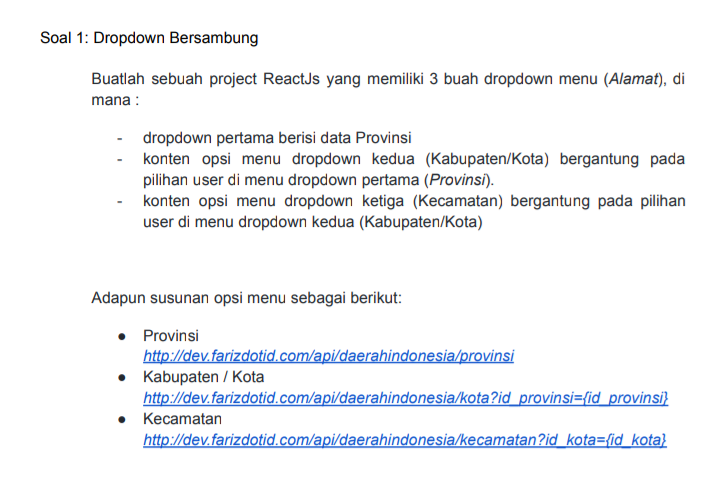 Soal 1: Dropdown Bersambung
Buatlah sebuah project ReactJs yang memiliki 3 buah dropdown menu (Alamat), di
mana :
- dropdown pertama berisi data Provinsi
- konten opsi menu dropdown kedua (Kabupaten/Kota) bergantung pada
pilihan user di menu dropdown pertama (Provinsi).
- konten opsi menu dropdown ketiga (Kecamatan) bergantung pada pilihan
user di menu dropdown kedua (Kabupaten/Kota)
Adapun susunan opsi menu sebagai berikut:
● Provinsi
http://dev.farizdotid.com/api/daerahindonesia/provinsi
● Kabupaten / Kota
http://dev.farizdotid.com/api/daerahindonesia/kota?id_provinsi={id_provinsi}
● Kecamatan
http://dev.farizdotid.com/api/daerahindonesia/kecamatan?id_kota={id_kota}